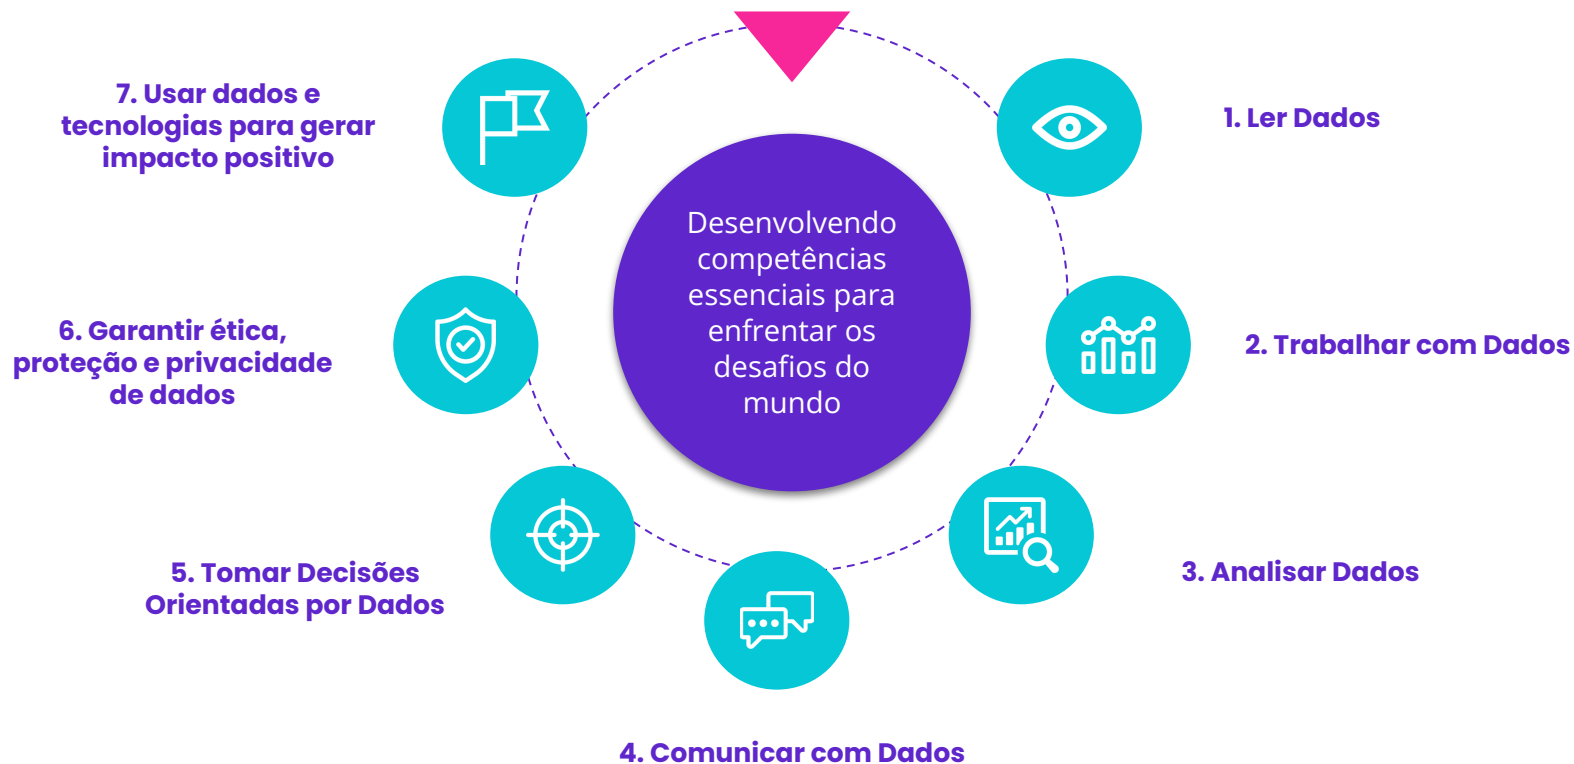 Desenvolvendo
competências
essenciais para
enfrentar os
desafios do
mundo
1. Ler Dados
2. Trabalhar com Dados
3. Analisar Dados
4. Comunicar com Dados
5. Tomar Decisões
Orientadas por Dados
6. Garantir ética,
proteção e privacidade
de dados
7. Usar dados e
tecnologias para gerar
impacto positivo